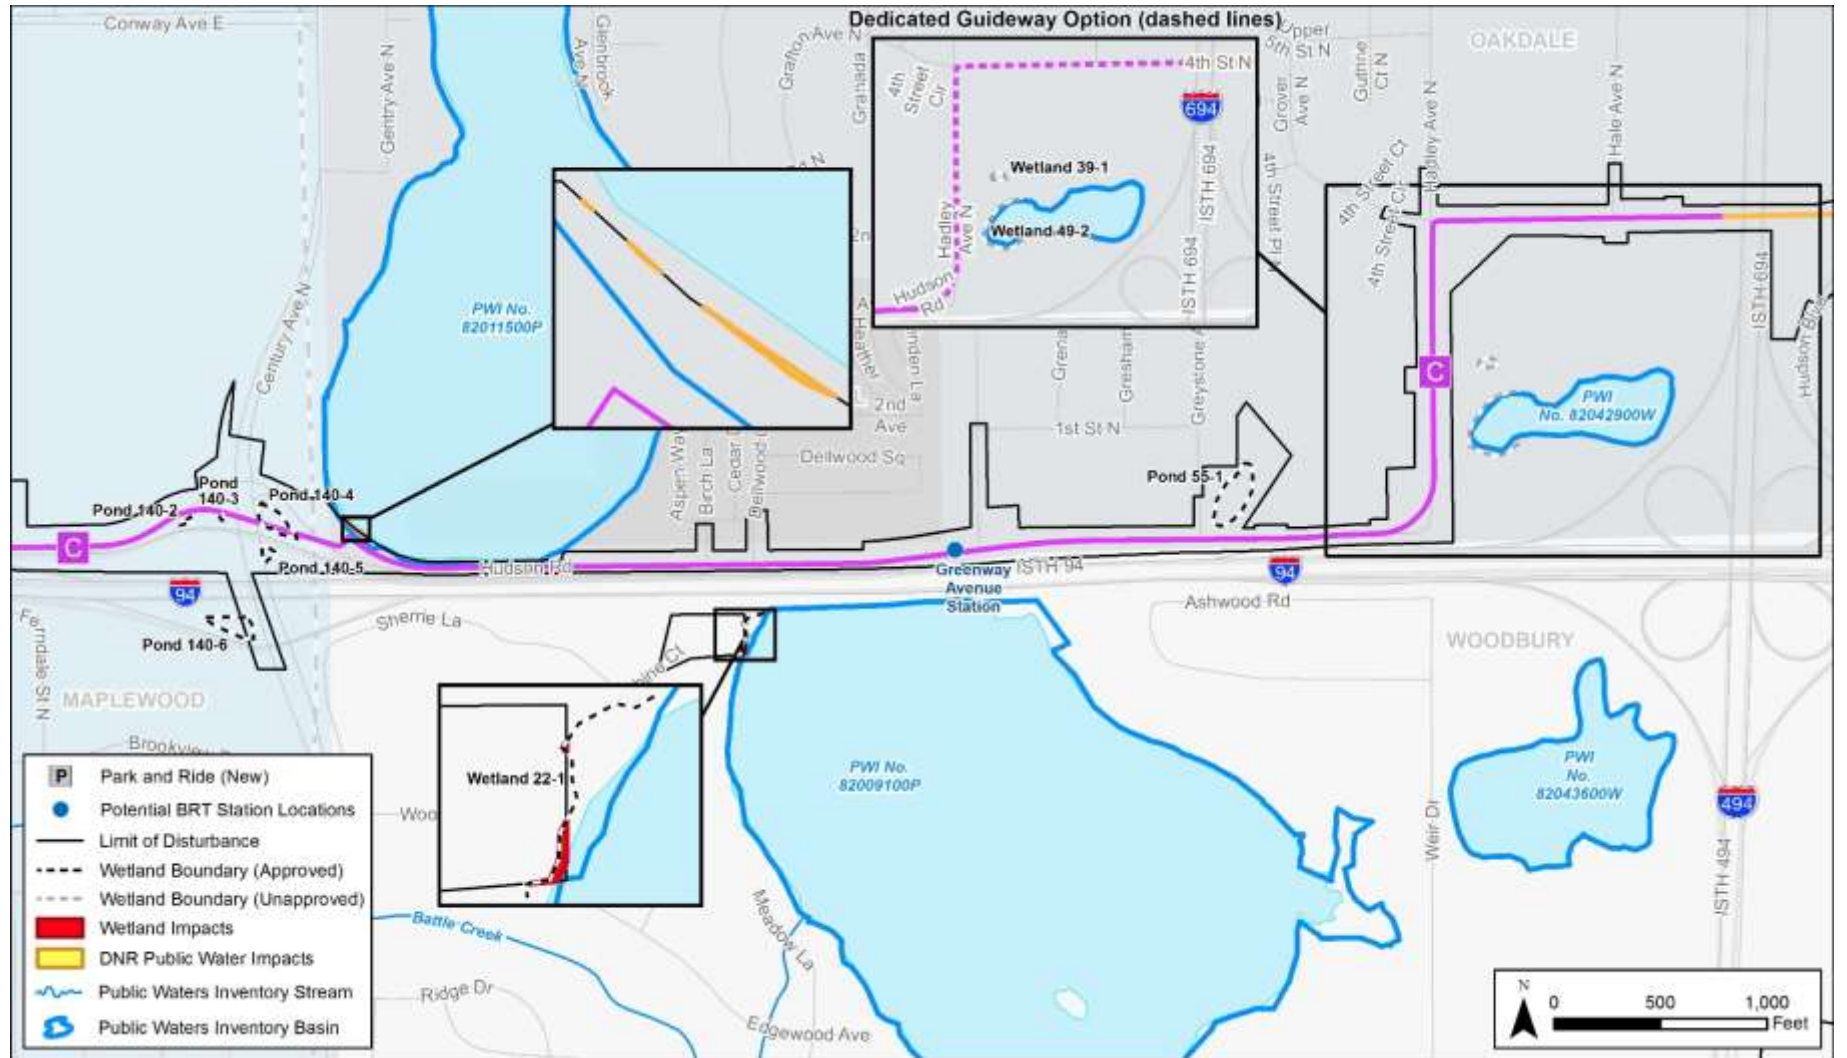 Conway Ave E
Gentry Ave N
Glenbrook
Ave N
Grafton Ave N
Granada
Dedicated Guideway Option (dashed lines)
Upper
5th St N
Guthrie
Ct N
OAKDALE
4th
Street
Cir
4th St N
694
Grover
Ave N
Hadley Ave N
Hale Ave N
4th Street Ct
4th Street Cir
4th Street Pl N
ISTH 694
ISTH 694
Wetland 39-1
Wetland 49-2
Hadley
Ave N
Hudson
Rd
PWI No.
82011500P
Century Ave N
ISTH 694
Hudson Blvd
C
PWI
No. 82042900W
Heather
2nd
Ave
Dellwood Sq
Aspen Way
Birch La
Cedar
Dellwood
Gresham
1st St N
Pond 55-1
Pond
140-3
Pond 140-2
Pond 140-4
C
Pond 140-5
Hudson Rd
ISTH 94
Greenway
Avenue
Station
94
94
Ashwood Rd
Sherrie La
Pond 140-6
Ferndale St N
MAPLEWOOD
WOODBURY
Wetland 22-1
PWI No.
82009100P
PWI
No.
82043600W
494
ISTH 494
Weir Dr
Battle Creek
Meadow La
Ridge Dr
Edgewood Ave
P Park and Ride (New)
Potential BRT Station Locations
Limit of Disturbance
Wetland Boundary (Approved)
Wetland Boundary (Unapproved)
Wetland Impacts
DNR Public Water Impacts
Public Waters Inventory Stream
Public Waters Inventory Basin
N
0 500 1,000
Feet